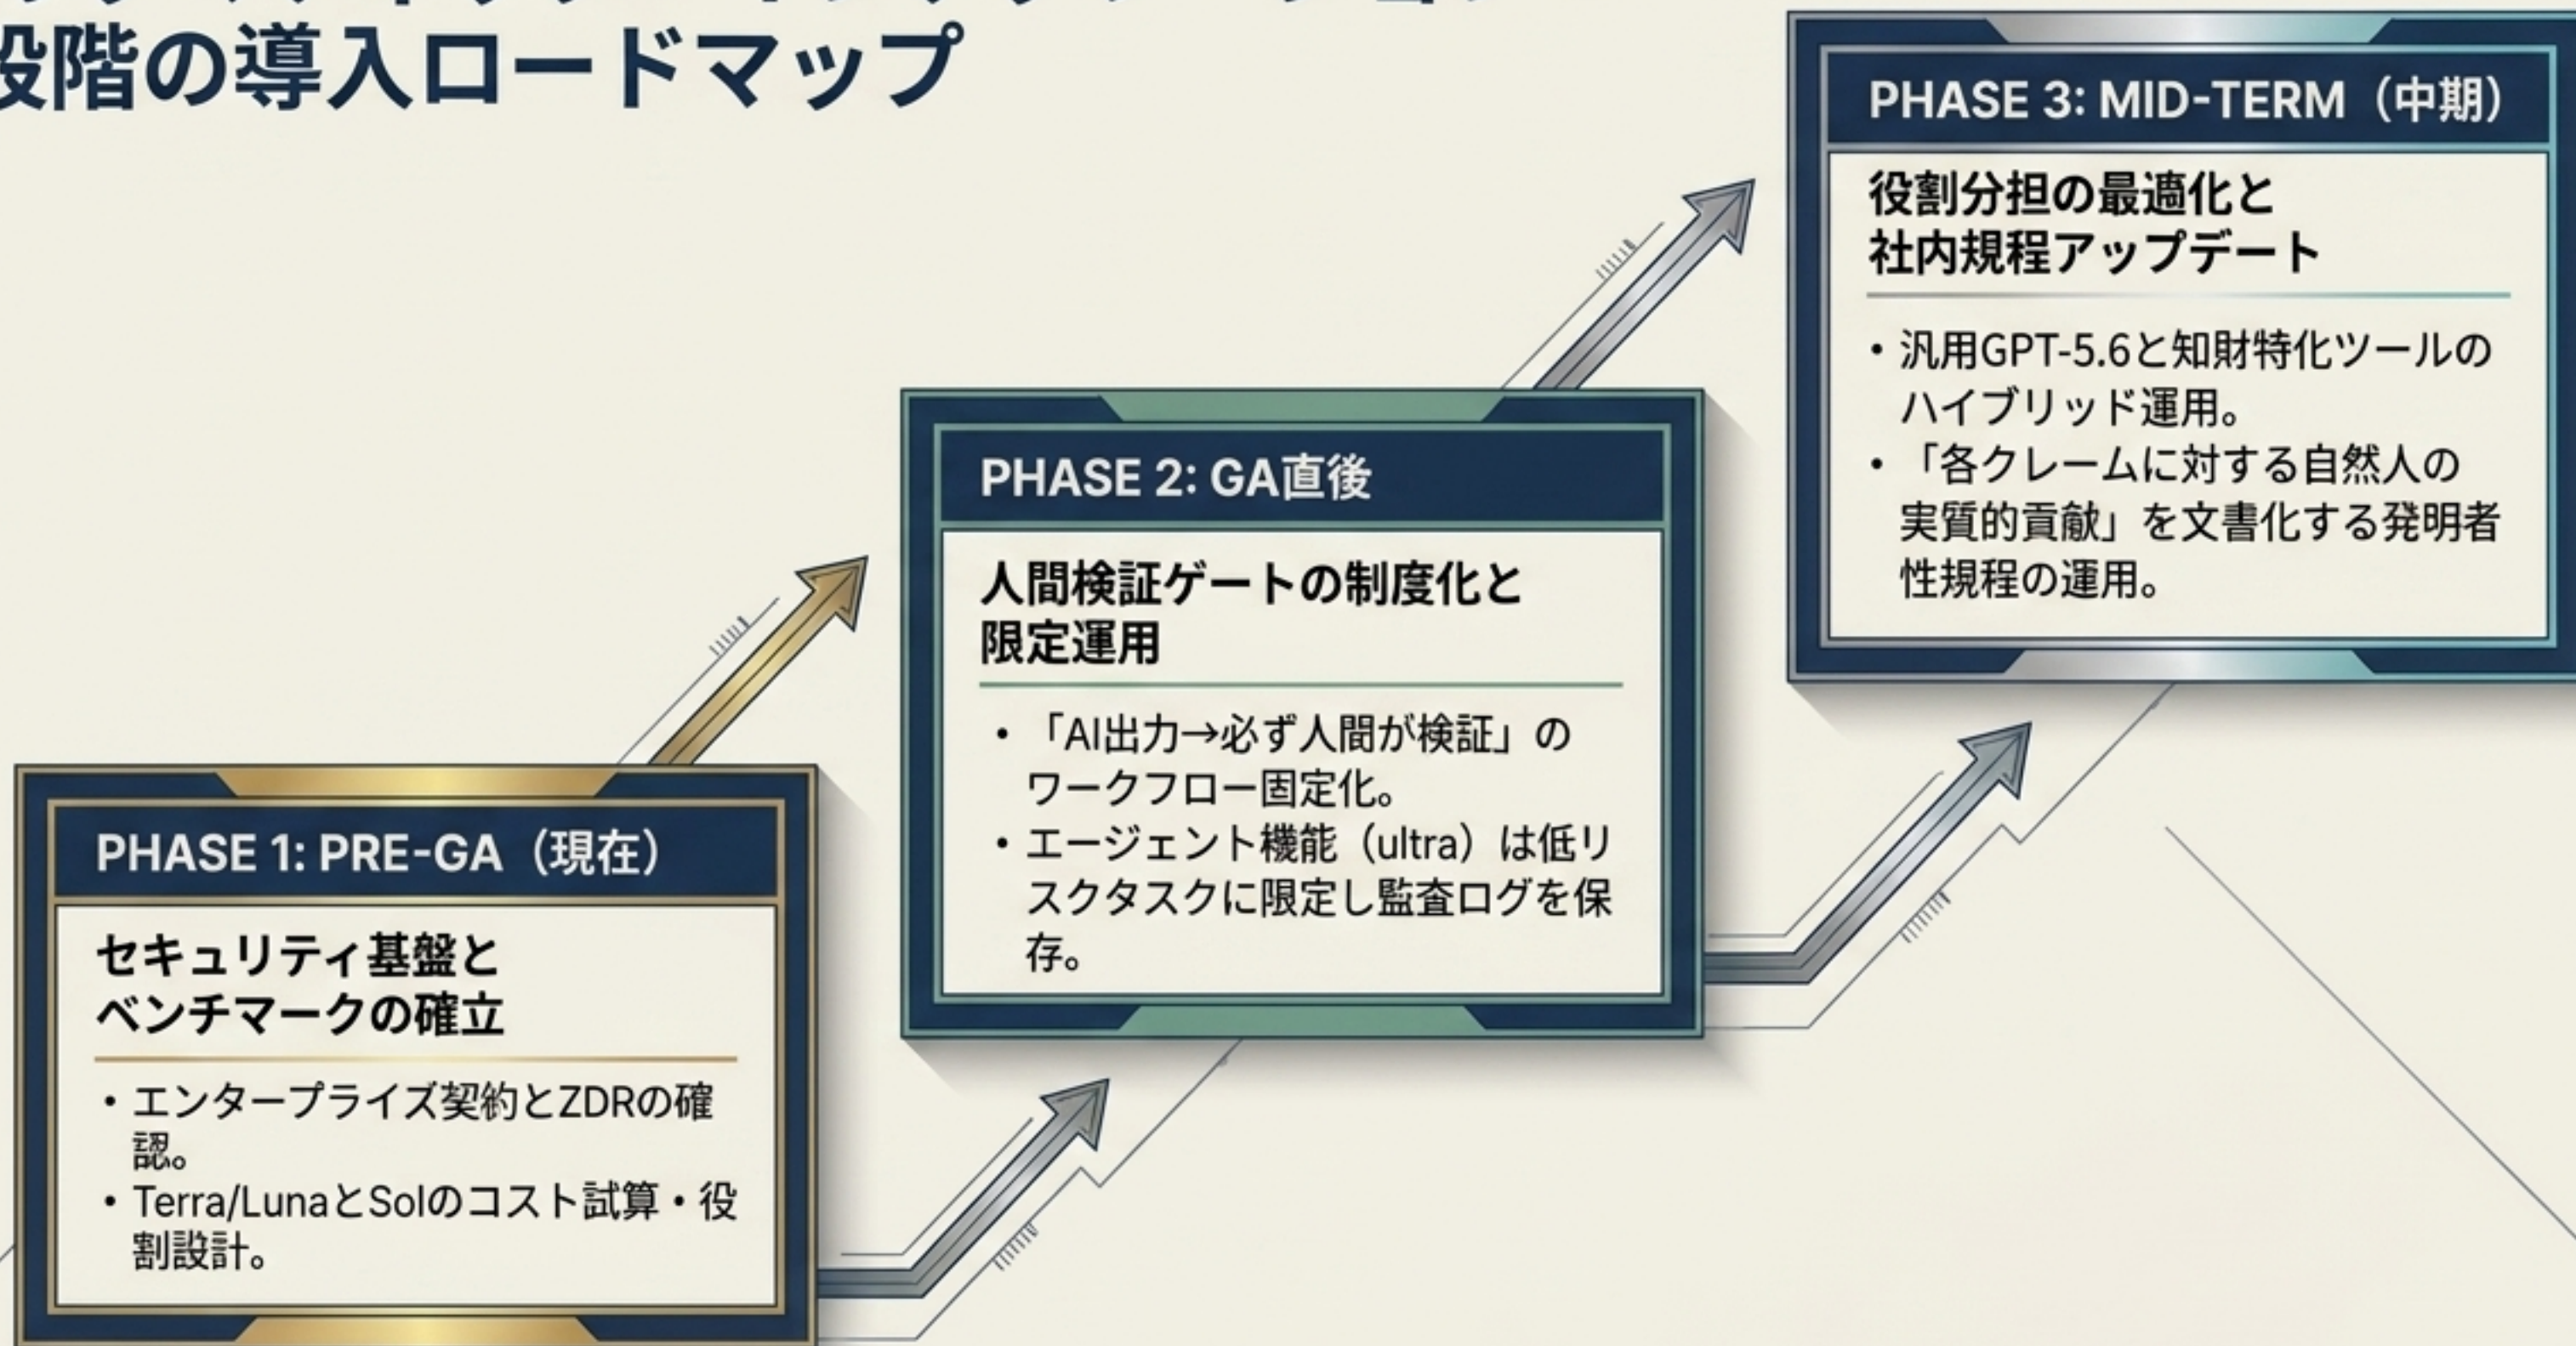 段階の導入ロードマップ
PHASE 1: PRE-GA（現在）
セキュリティ基盤と
ベンチマークの確立
・エンタープライズ契約とZDRの確
認。
・Terra/LunaとSolのコスト試算・役
割設計。
PHASE 2: GA直後
人間検証ゲートの制度化と
限定運用
・「AI出力→必ず人間が検証」の
ワークフロー固定化。
・エージェント機能（ultra）は低リ
スクタスクに限定し監査ログを保
存。
PHASE 3: MID-TERM（中期）
役割分担の最適化と
社内規程アップデート
・汎用GPT-5.6と知財特化ツールの
ハイブリッド運用。
・「各クレームに対する自然人の
実質的貢献」を文書化する発明者
性規程の運用。